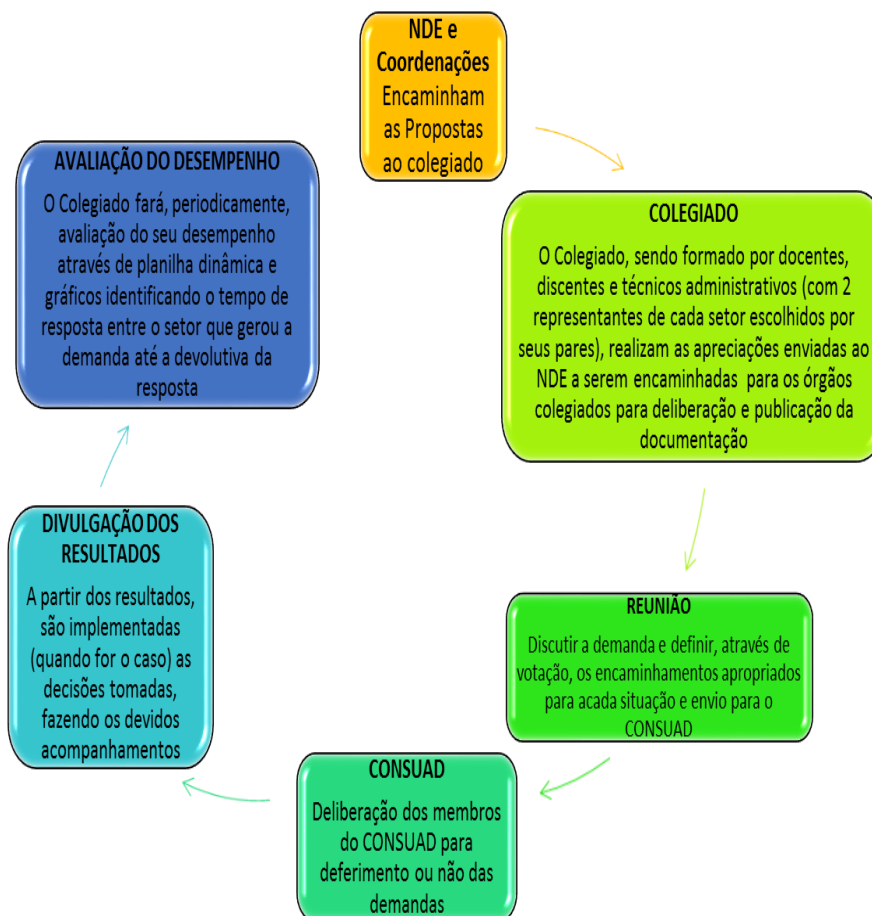 NDE e
Coordenações
Encaminham
as Propostas
ao colegiado
COLEGIADO
O Colegiado, sendo formado por docentes,
discentes e técnicos administrativos (com 2
representantes de cada setor escolhidos por
seus pares), realizam as apreciações enviadas ao
NDE a serem encaminhadas para os órgãos
colegiados para deliberação e publicação da
documentação
REUNIÃO
Discutir a demanda e definir, através de
votação, os encaminhamentos apropriados
para acada situação e envio para o
CONSUAD
CONSUAD
Deliberação dos membros
do CONSUAD para
deferimento ou não das
demandas
DIVULGAÇÃO DOS
RESULTADOS
A partir dos resultados,
são implementadas
(quando for o caso) as
decisões tomadas,
fazendo os devidos
acompanhamentos
AVALIAÇÃO DO DESEMPENHO
O Colegiado fará, periodicamente,
avaliação do seu desempenho
através de planilha dinâmica e
gráficos identificando o tempo de
resposta entre o setor que gerou a
demanda até a devolutiva da
resposta